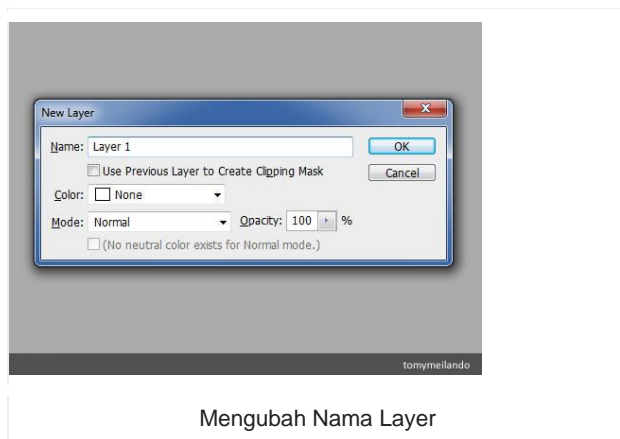 New Layer
Name: Layer 1 OK
Use Previous Layer to Create Clipping Mask Cancel
Color: None
Mode: Normal Opacity: 100 %
(No neutral color exists for Normal mode.)
tomymeilando
Mengubah Nama Layer